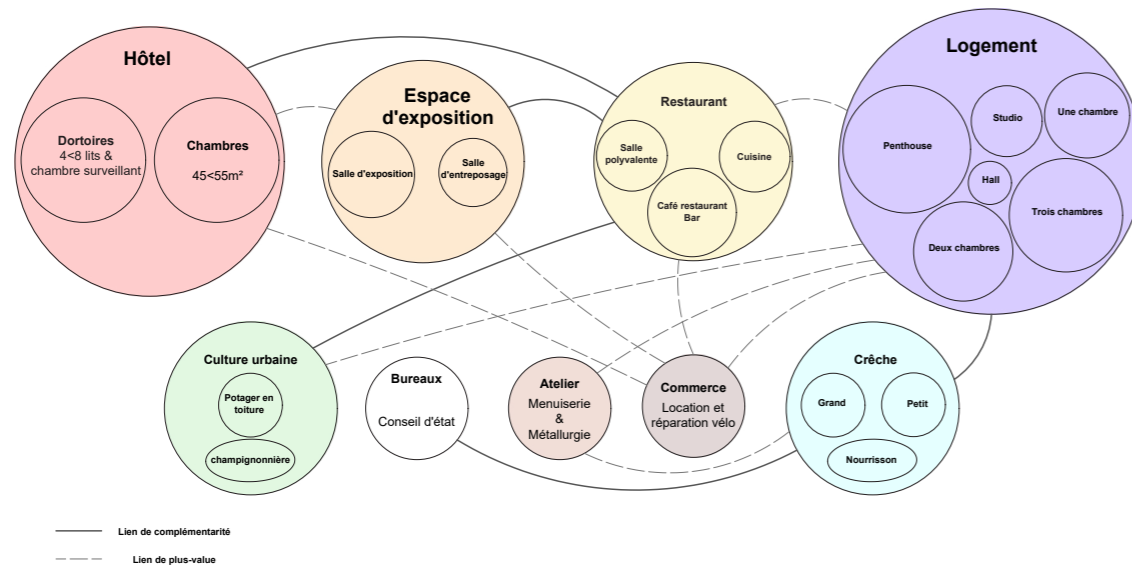 Hôtel
Dortoires
4<8 lits &
chambre surveillant
Chambres
45<55m²
Espace
d'exposition
Salle d'exposition
Salle
d'entreposage
Restaurant
Salle
polyvalente
Cuisine
Café restaurant
Bar
Logement
Penthouse
Studio
Une chambre
Hall
Trois chambres
Deux chambres
Culture urbaine
Potager en
toiture
champignonnière
Bureaux
Conseil d'état
Atelier
Menuiserie
&
Métallurgie
Commerce
Location et
réparation vélo
Crêche
Grand
Petit
Nourrisson
Lien de complémentarité
Lien de plus-value